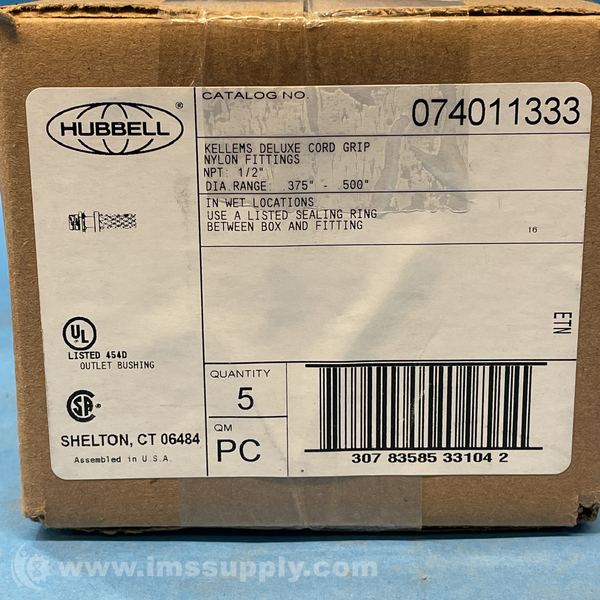 HUBBELL
®
CATALOG NO.
074011333
KELLEMS DELUXE CORD GRIP
NYLON FITTINGS
NPT: 1/2"
DIA.RANGE: .375" - .500"
IN WET LOCATIONS
USE A LISTED SEALING RING
BETWEEN BOX AND FITTING
16
ETN
UL
LISTED 454D
OUTLET BUSHING
SA ®
SHELTON, CT 06484
Assembled in U.S.A.
QUANTITY
5
QM
PC
307 83585 33104 2
© www.imssupply.com